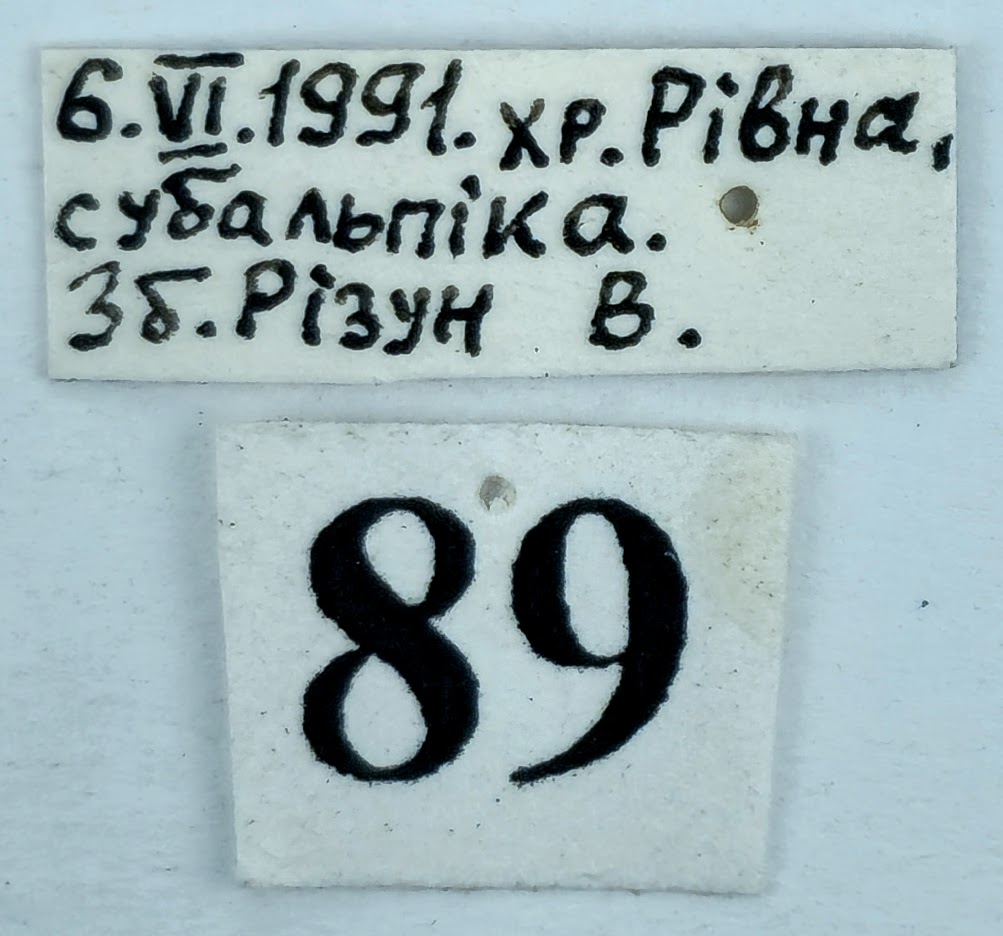 6.VI.1991. хр. Рівна,
субальпіка.
Зб. Різун В.
89